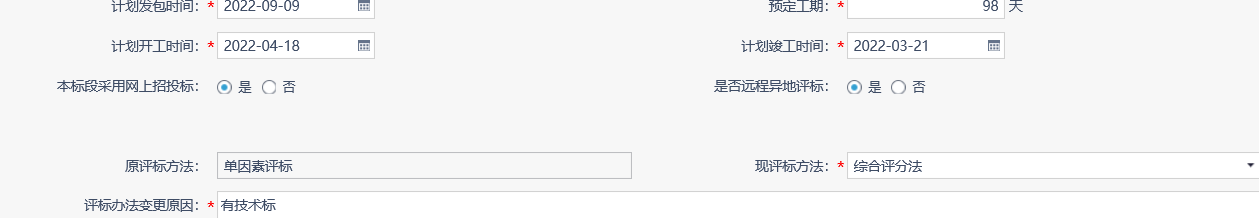 计划发包时间：* 2022-09-09 预定工期：* 98 天
计划开工时间：* 2022-04-18 计划竣工时间：* 2022-03-21
本标段采用网上招投标： 是 否 是否远程异地评标： 是 否
原评标方法： 单因素评标 现评标方法：* 综合评分法
评标办法变更原因：* 有技术标